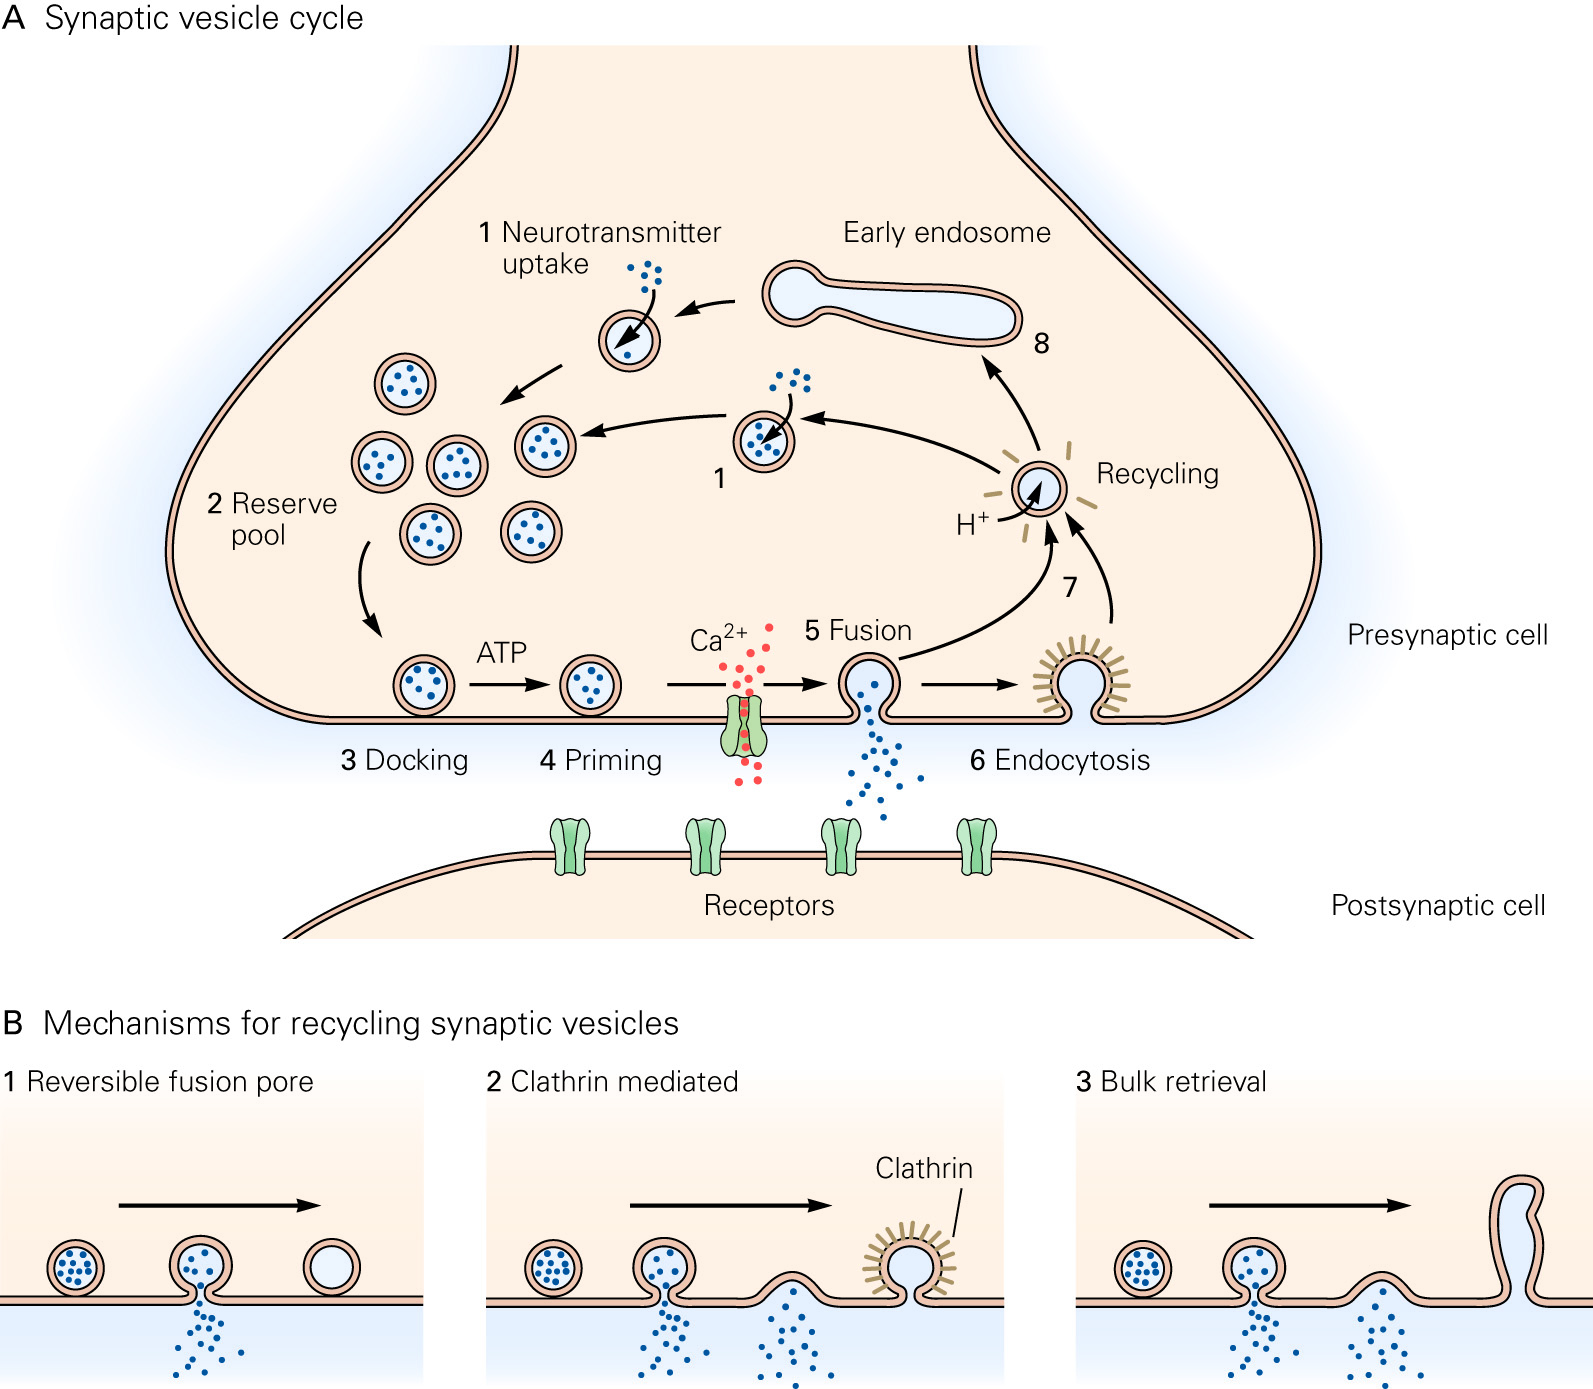 A Synaptic vesicle cycle
1 Neurotransmitter
uptake
Early endosome
8
1
Recycling
H+
2 Reserve
pool
7
ATP
Ca2+
5 Fusion
Presynaptic cell
3 Docking
4 Priming
6 Endocytosis
Receptors
Postsynaptic cell
B Mechanisms for recycling synaptic vesicles
1 Reversible fusion pore
2 Clathrin mediated
Clathrin
3 Bulk retrieval